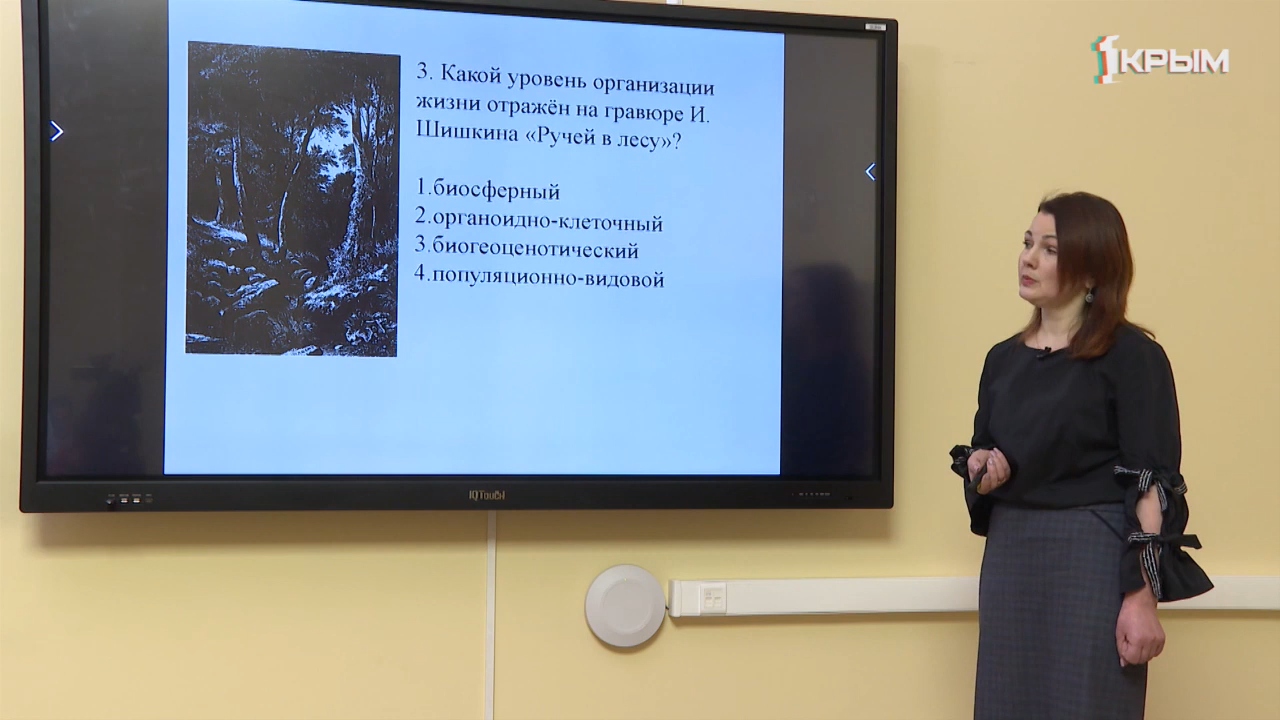 1КРЫМ
3. Какой уровень организации
жизни отражён на гравюре И.
Шишкина «Ручей в лесу»?
1.биосферный
2.органоидно-клеточный
3.биогеоценотический
4.популяционно-видовой
IQTouch